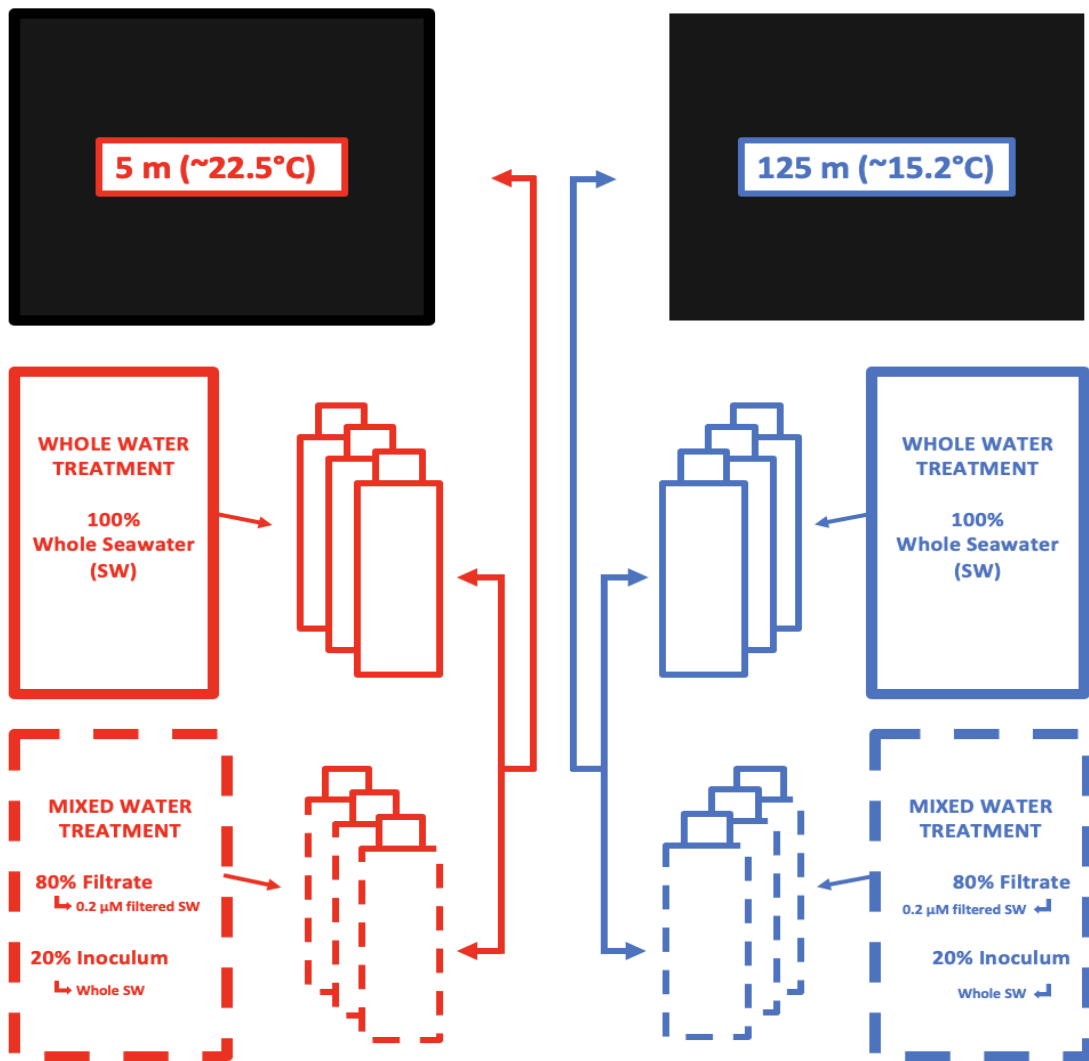 5 m (~22.5°C)
125 m (~15.2°C)
WHOLE WATER
TREATMENT
100%
Whole Seawater
(SW)
WHOLE WATER
TREATMENT
100%
Whole Seawater
(SW)
MIXED WATER
TREATMENT
80% Filtrate
0.2 µM filtered SW
20% Inoculum
Whole SW
MIXED WATER
TREATMENT
80% Filtrate
0.2 µM filtered SW
20% Inoculum
Whole SW